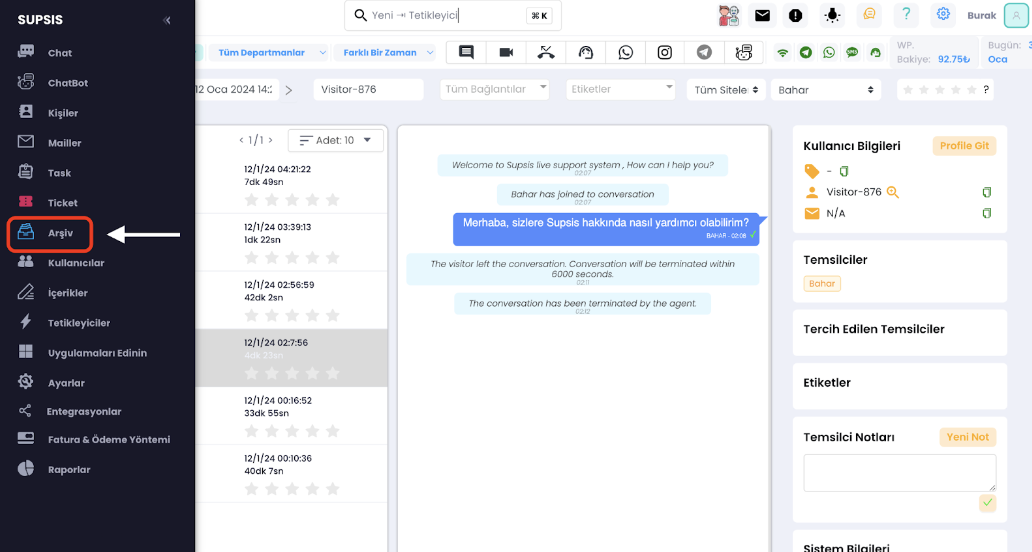 SUPSIS
Chat
ChatBot
Kişiler
Mailler
Task
Ticket
Arşiv
Kullanıcılar
İçerikler
Tetikleyiciler
Uygulamaları Edinin
Ayarlar
Entegrasyonlar
Fatura & Ödeme Yöntemi
Raporlar
Yeni ⇥ Tetikleyici
⌘ K
Burak
Tüm Departmanlar
Farklı Bir Zaman
SMS
WP.
Bakiye: 92.75₺
Bugün: 3
Oca
12 Oca 2024 14:2
Visitor-876
Tüm Bağlantılar
Etiketler
Tüm Sitele
Bahar
?
< 1 / 1 >
Adet: 10
12/1/24 04:21:22
7dk 49sn
12/1/24 03:39:13
1dk 22sn
12/1/24 02:56:59
42dk 2sn
12/1/24 02:7:56
4dk 23sn
12/1/24 00:16:52
33dk 55sn
12/1/24 00:10:36
40dk 7sn
Welcome to Supsis live support system , How can I help you?
02:07
Bahar has joined to conversation
02:07
Merhaba, sizlere Supsis hakkında nasıl yardımcı olabilirim?
BAHAR - 02:08
The visitor left the conversation. Conversation will be terminated within
6000 seconds.
02:11
The conversation has been terminated by the agent.
02:12
Kullanıcı Bilgileri
Profile Git
-
Visitor-876
N/A
Temsilciler
Bahar
Tercih Edilen Temsilciler
Etiketler
Temsilci Notları
Yeni Not
Sistem Bilgileri